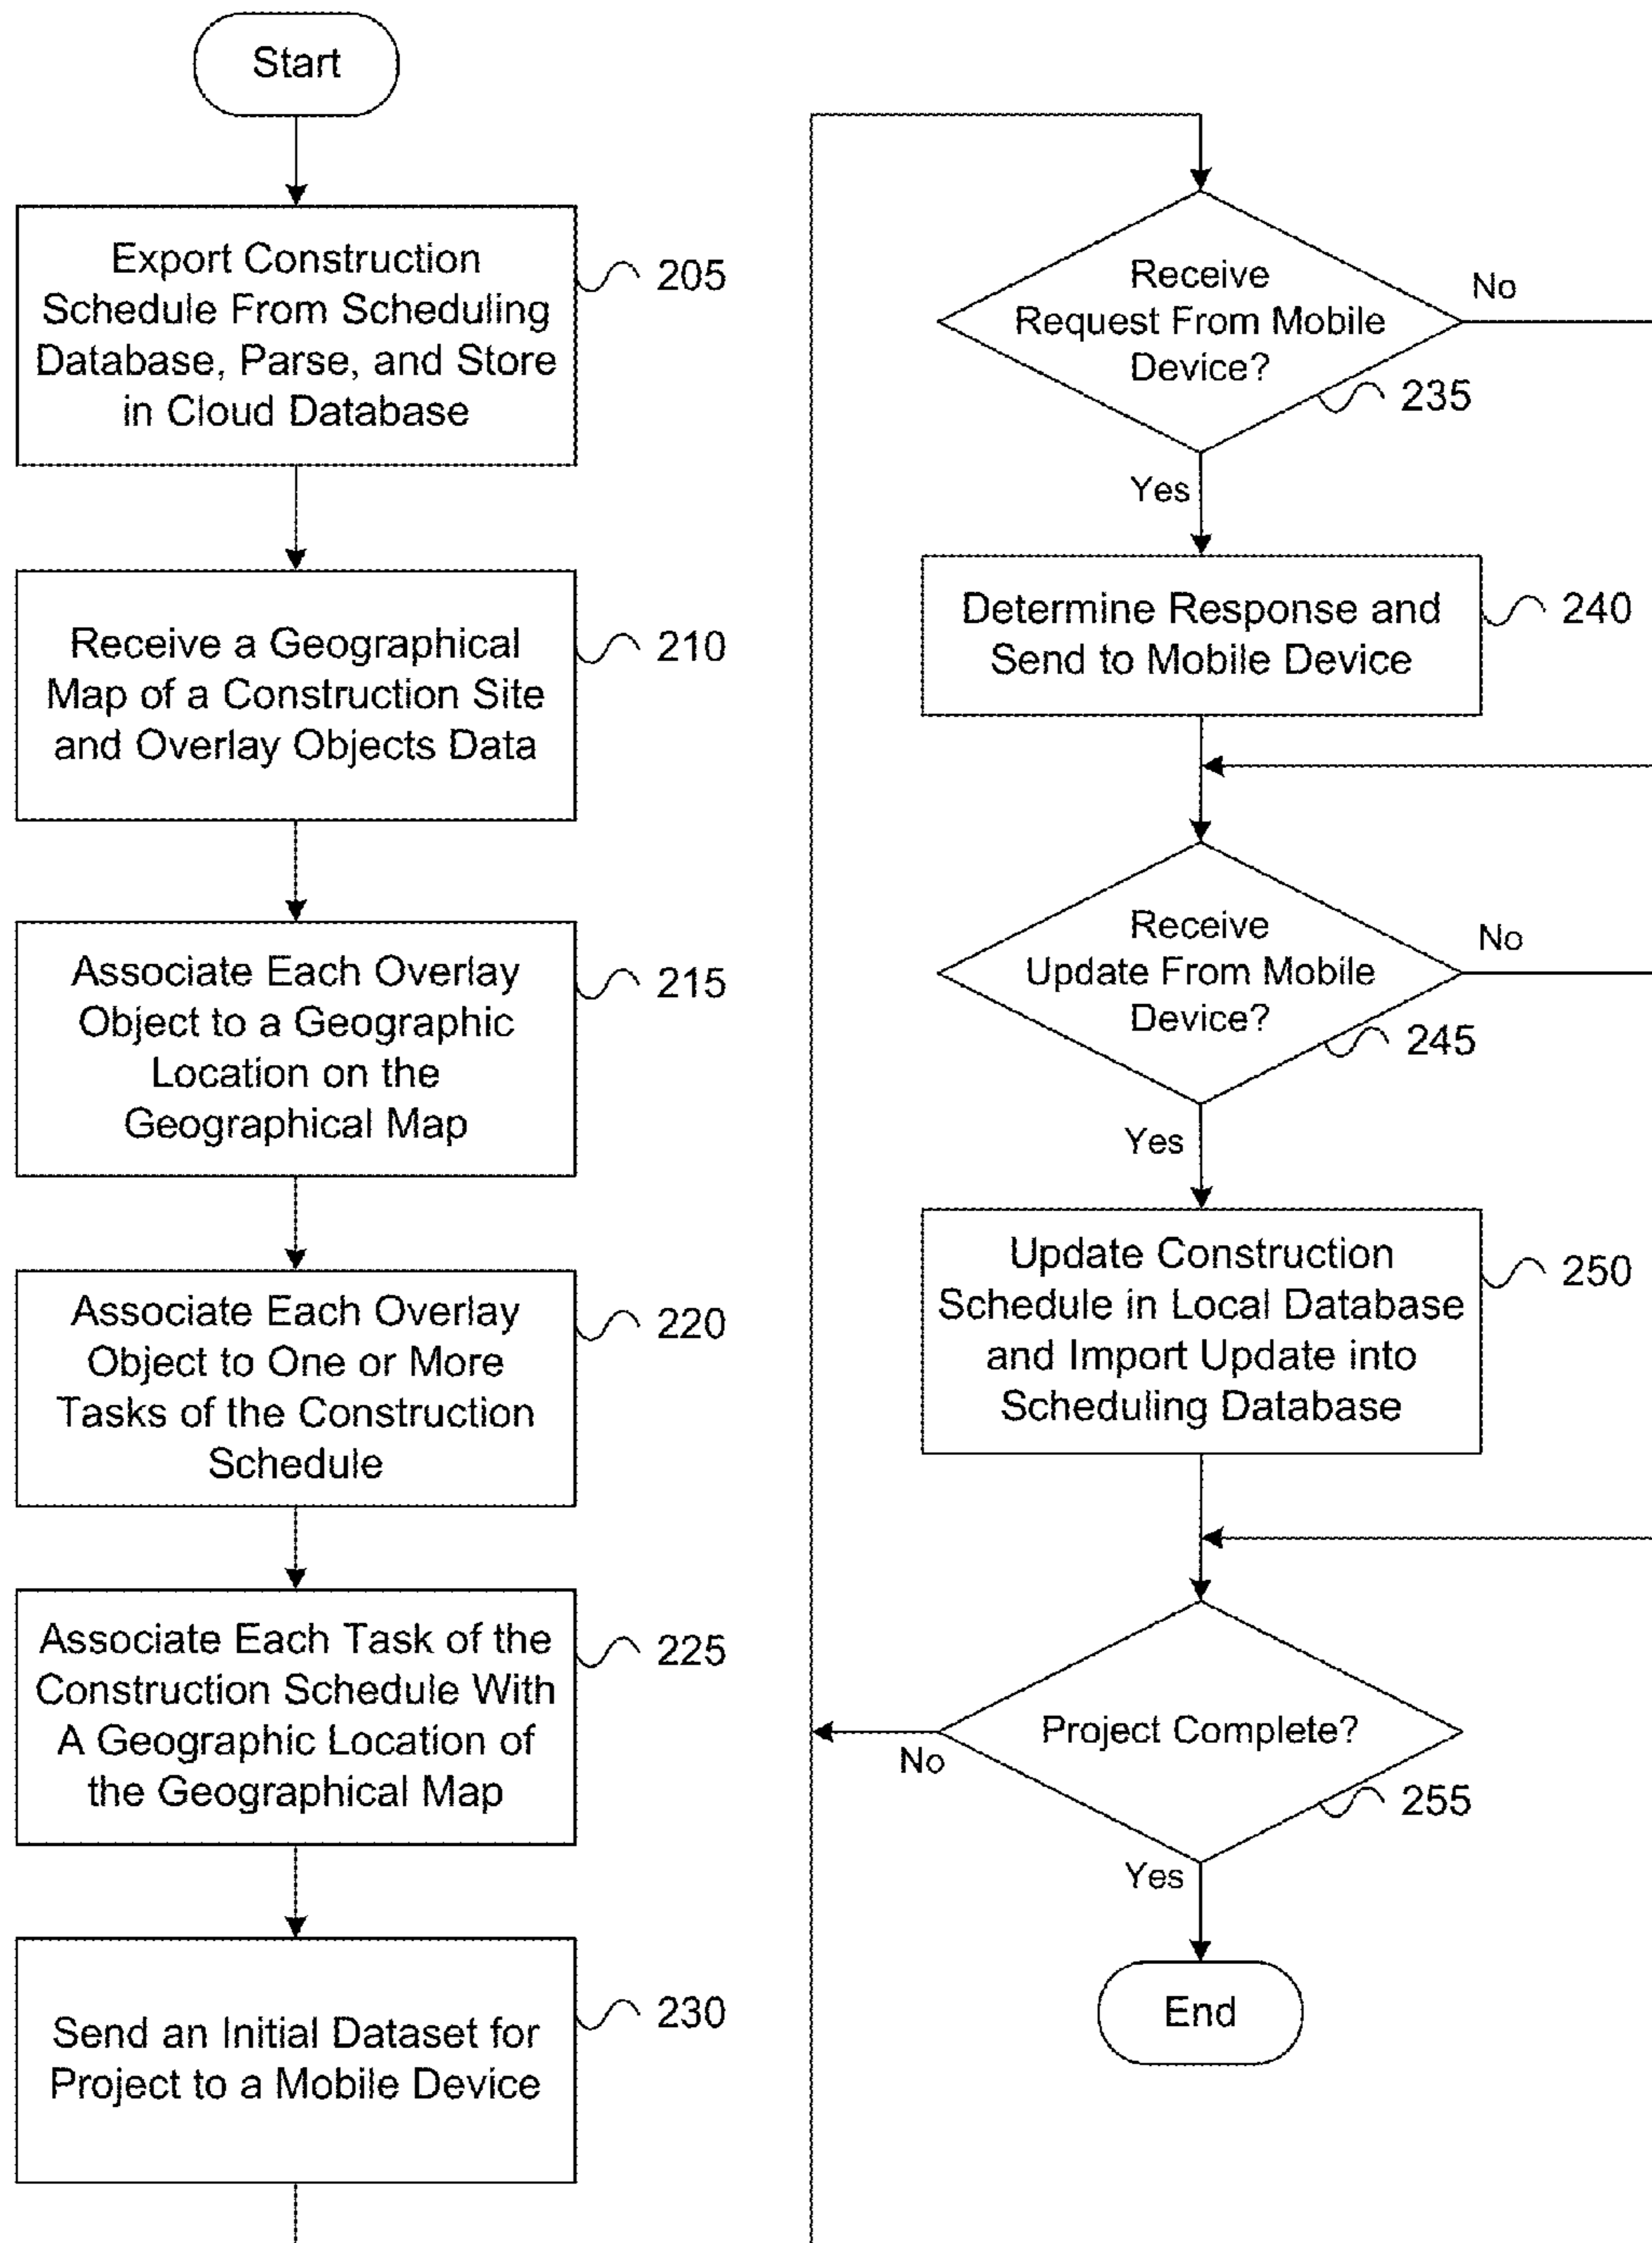 Start
Export Construction
Schedule From Scheduling
Database, Parse, and Store
in Cloud Database
205
Receive a Geographical
Map of a Construction Site
and Overlay Objects Data
210
Associate Each Overlay
Object to a Geographic
Location on the
Geographical Map
215
Associate Each Overlay
Object to One or More
Tasks of the Construction
Schedule
220
Associate Each Task of the
Construction Schedule With
A Geographic Location of
the Geographical Map
225
Send an Initial Dataset for
Project to a Mobile Device
230
Receive
Request From Mobile
Device?
No
235
Yes
Determine Response and
Send to Mobile Device
240
Receive
Update From Mobile
Device?
No
245
Yes
Update Construction
Schedule in Local Database
and Import Update into
Scheduling Database
250
Project Complete?
No
255
Yes
End